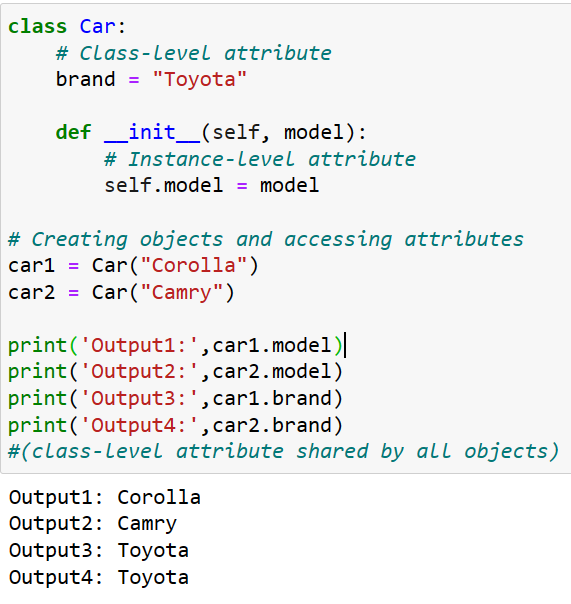 class Car:
    # Class-level attribute
    brand = "Toyota"

    def __init__(self, model):
        # Instance-level attribute
        self.model = model

# Creating objects and accessing attributes
car1 = Car("Corolla")
car2 = Car("Camry")

print('Output1:',car1.model)
print('Output2:',car2.model)
print('Output3:',car1.brand)
print('Output4:',car2.brand)
#(class-level attribute shared by all objects)
Output1: Corolla
Output2: Camry
Output3: Toyota
Output4: Toyota